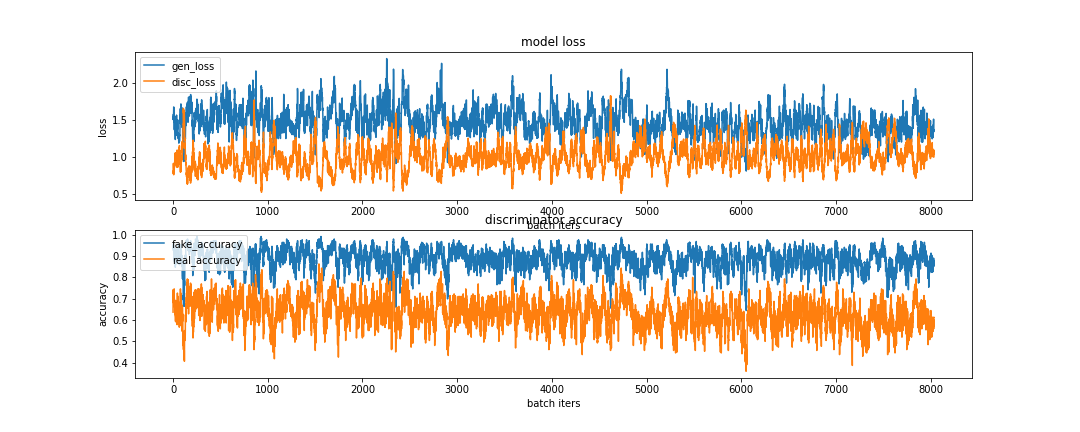 model loss
gen_loss
disc_loss
2.0
1.5
1.0
0.5
loss
0 1000 2000 3000 4000 5000 6000 7000 8000
batch iters
discriminator accuracy
fake_accuracy
real_accuracy
1.0
0.9
0.8
0.7
0.6
0.5
0.4
accuracy
0 1000 2000 3000 4000 5000 6000 7000 8000
batch iters